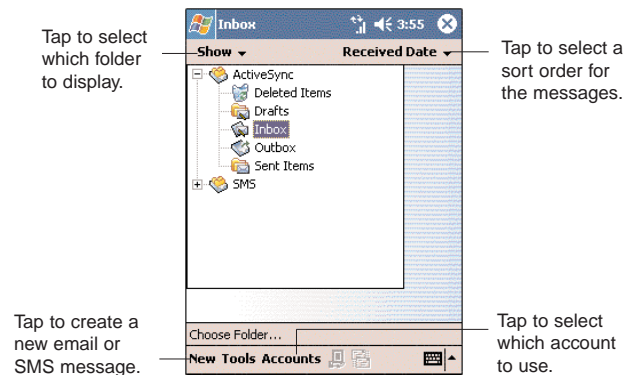 Tap to select
which folder
to display.
Inbox 3:55
Show Received Date
Tap to select a
sort order for
the messages.
ActiveSync
Deleted Items
Drafts
Inbox
Outbox
Sent Items
SMS
Tap to create a
new email or
SMS message.
Choose Folder...
New Tools Accounts
Tap to select
which account
to use.